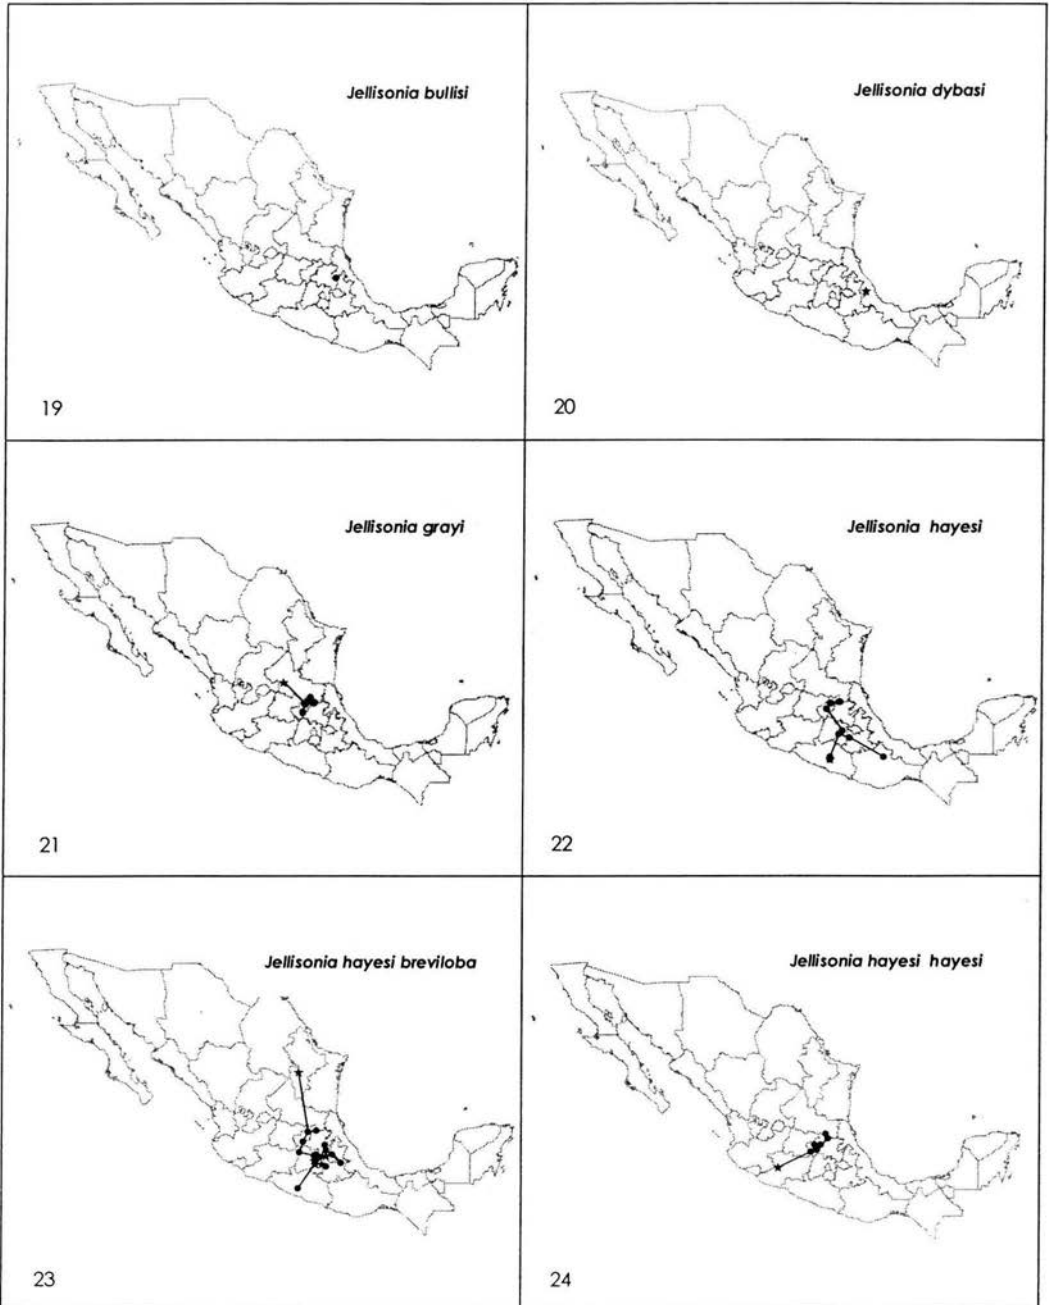 Jellisonia bullisi
19
Jellisonia dybasi
20
Jellisonia grayi
21
Jellisonia hayesi
22
Jellisonia hayesi breviloba
23
Jellisonia hayesi hayesi
24